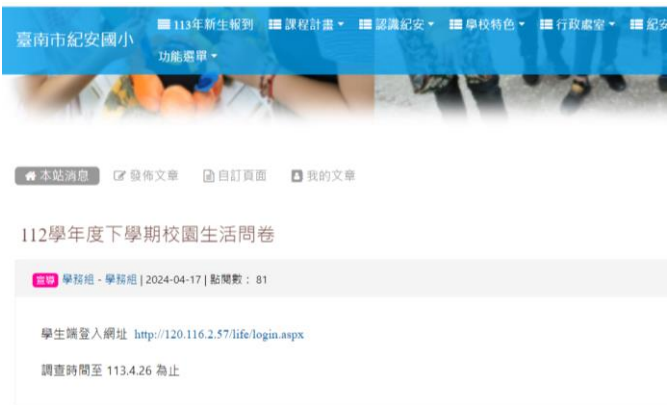 臺南市紀安國小
113年新生報到 課程計畫 認識紀安 學校特色 行政處室 紀安
功能選單
本站消息 發佈文章 自訂頁面 我的文章
112學年度下學期校園生活問卷
宣導 學務組 - 學務組 | 2024-04-17 | 點閱數： 81
學生端登入網址 http://120.116.2.57/life/login.aspx
調查時間至 113.4.26 為止